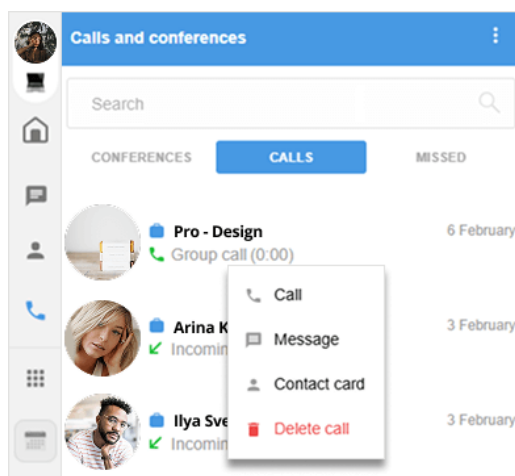 Calls and conferences
Search
CONFERENCES CALLS MISSED
Pro - Design 6 February
Group call (0:00)
Call
Arina K 3 February
Incomin
Message
Contact card
Ilya Sve 3 February
Delete call
Incomin